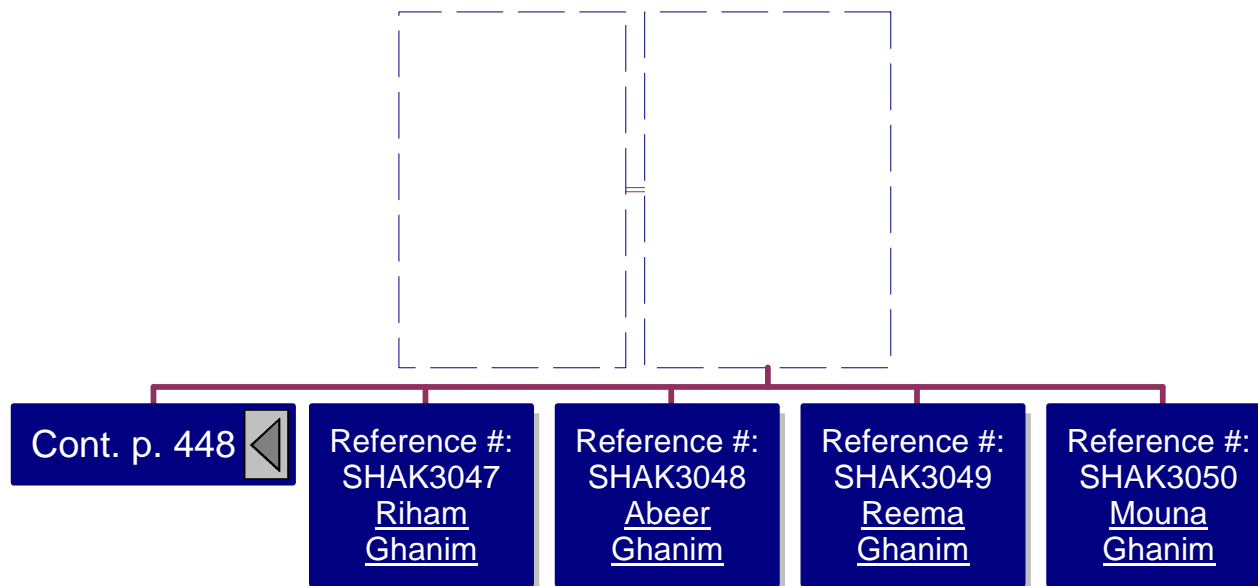 Cont. p. 448
Reference #:
SHAK3047
Riham
Ghanim
Reference #:
SHAK3048
Abeer
Ghanim
Reference #:
SHAK3049
Reema
Ghanim
Reference #:
SHAK3050
Mouna
Ghanim